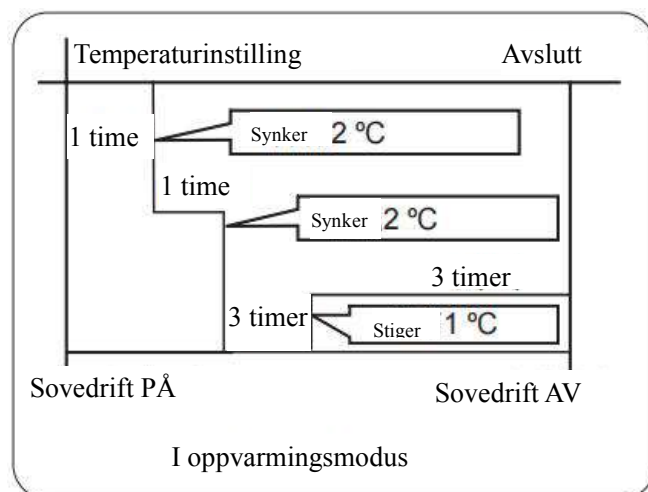 Temperaturinstilling Avslutt
1 time Synker 2 ºC
1 time
Synker 2 ºC
3 timer
3 timer Stiger 1 ºC
Sovedrift PÅ Sovedrift AV
I oppvarmingsmodus